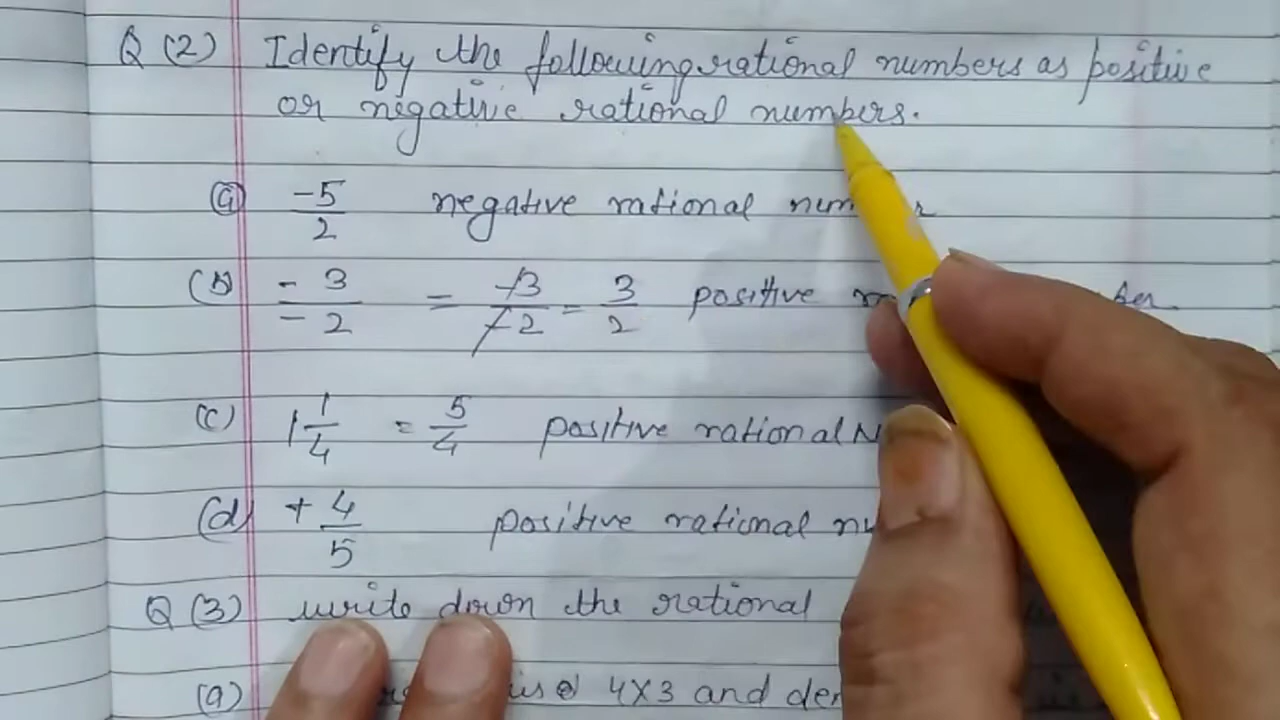 Q (2) Identify the following rational numbers as positive
or negative rational numbers.
(a) -5/2 negative rational
(b) -3/-2 = -3/-2 = 3/2 positive
(c) 1 1/4 = 5/4 positive rational
(d) + 4/5 positive rational
Q (3) write down the rational
(a) is 4X3 and